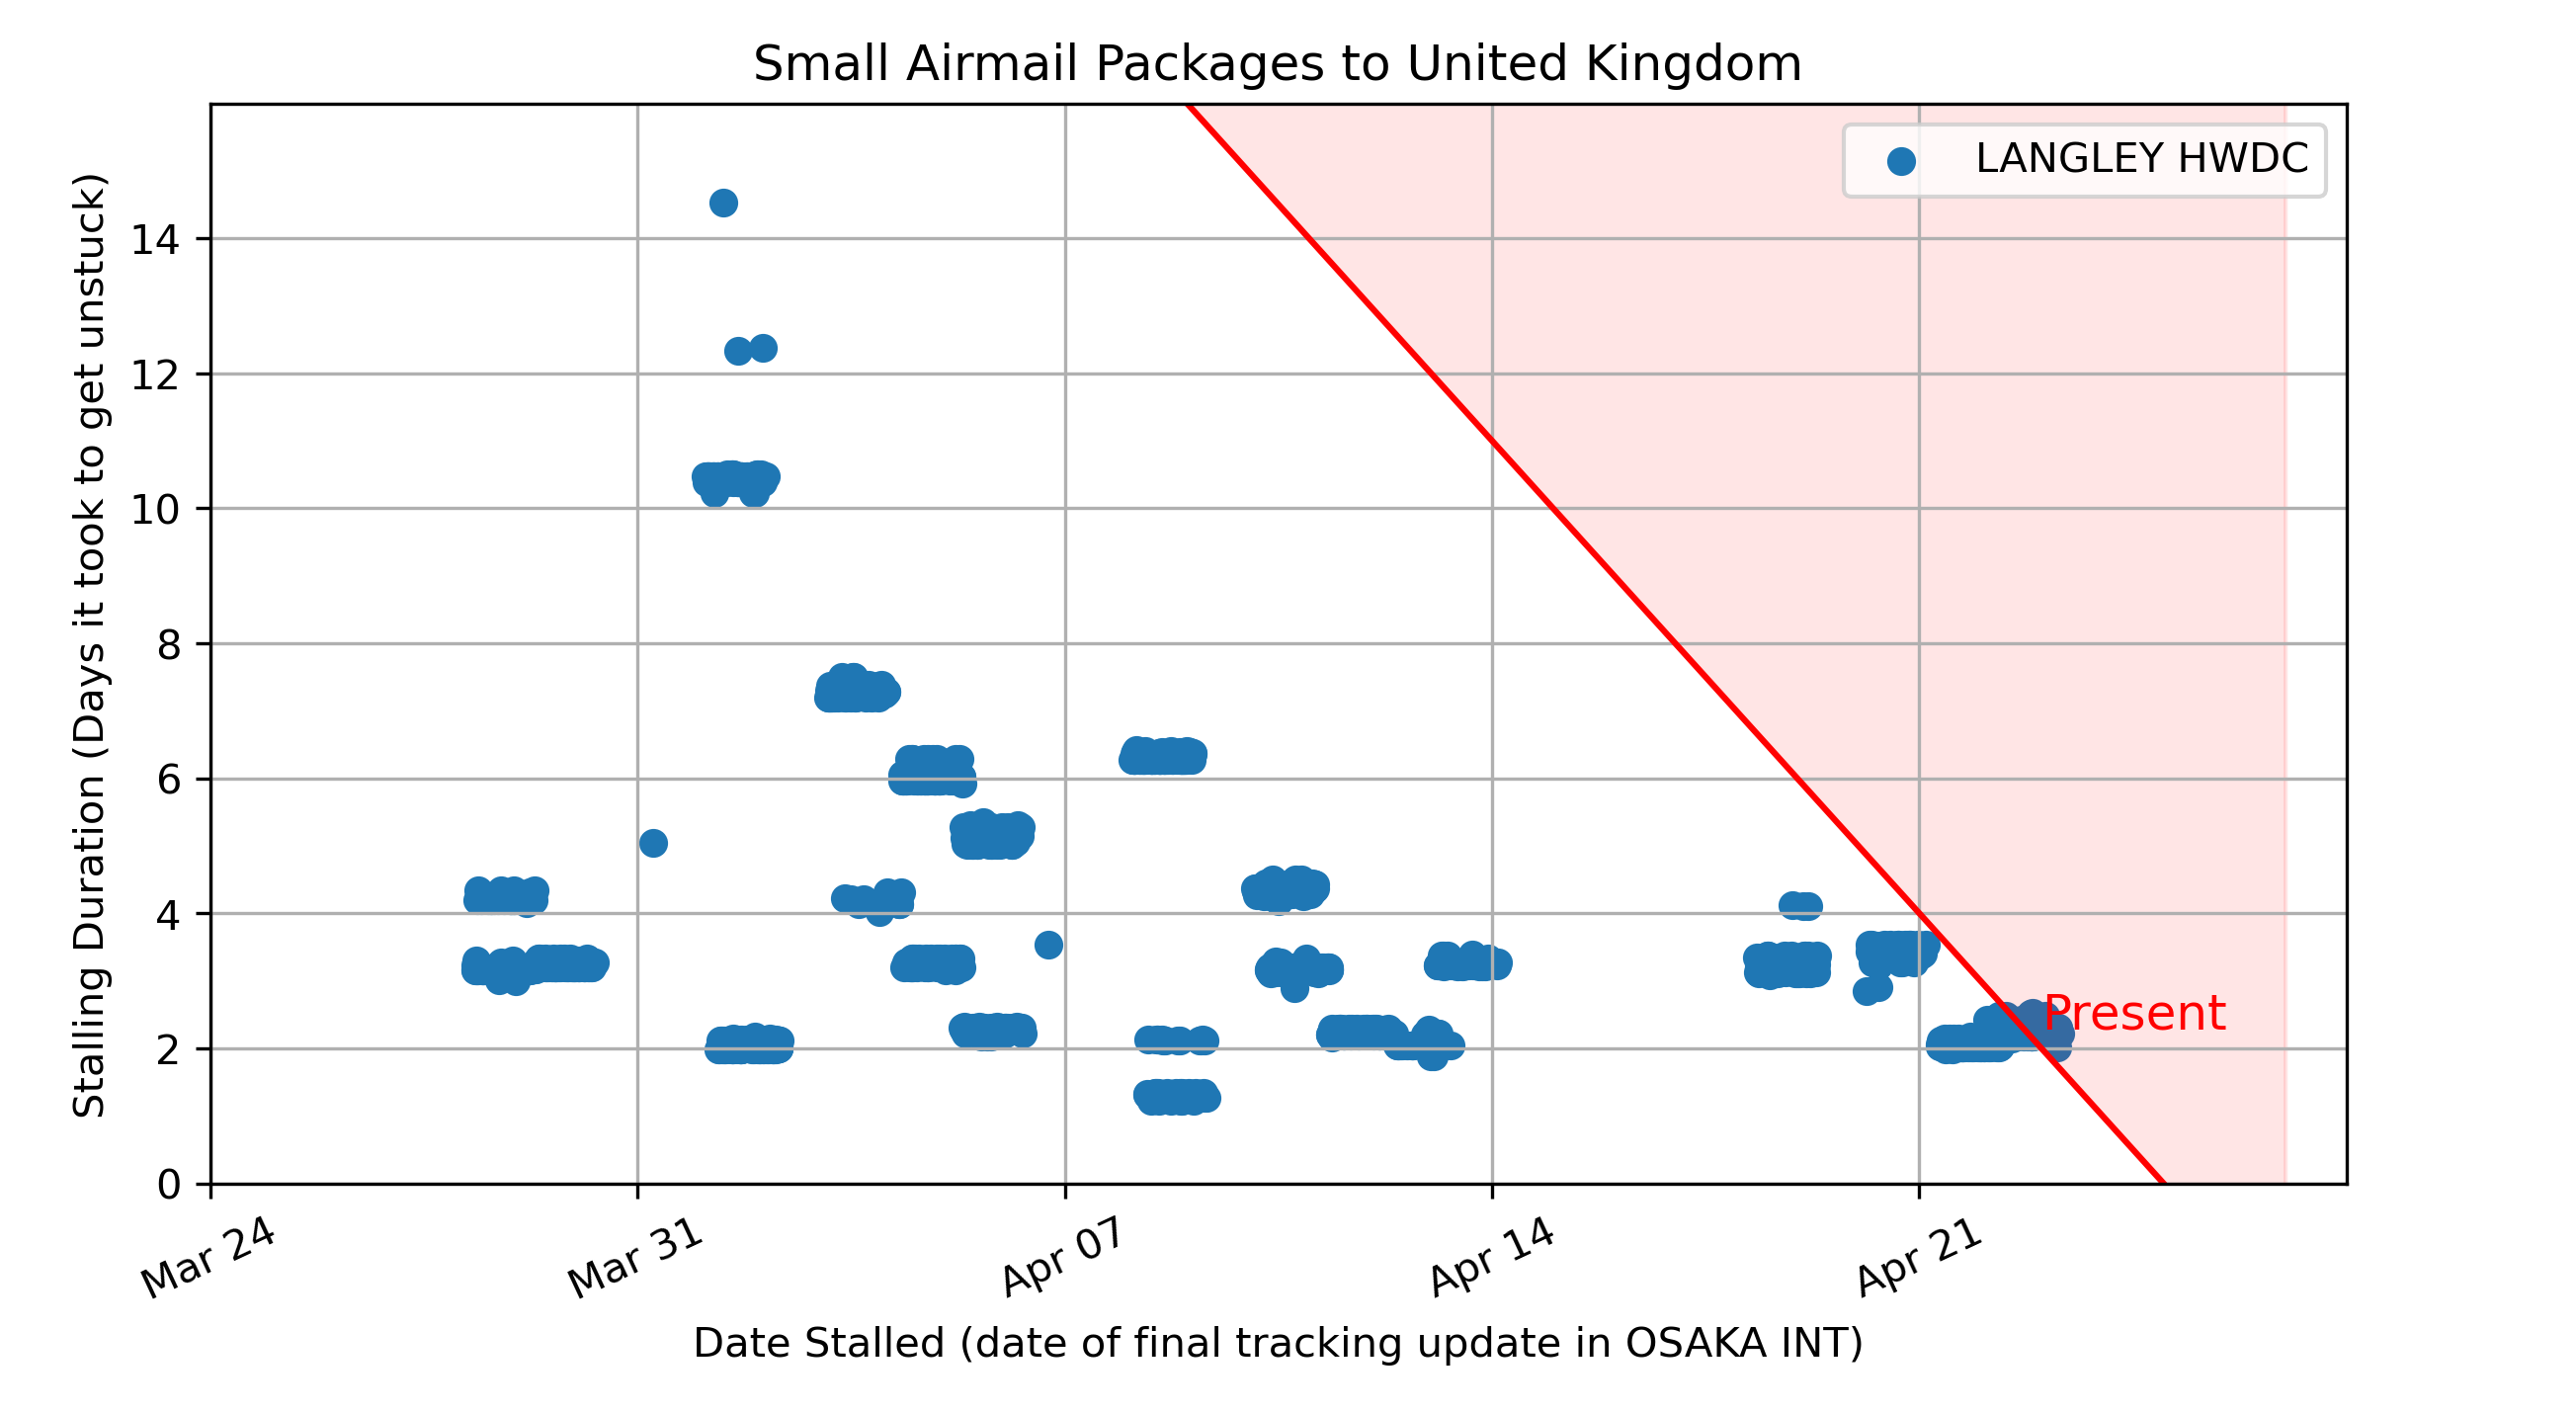 Small Airmail Packages to United Kingdom
LANGLEY HWDC
Stalling Duration (Days it took to get unstuck)
14
12
10
8
6
4
2
0
Present
Mar 24
Mar 31
Apr 07
Apr 14
Apr 21
Date Stalled (date of final tracking update in OSAKA INT)